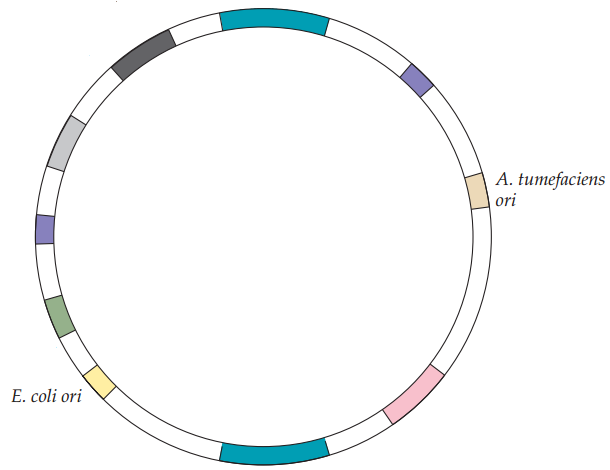 A. tumefaciens
ori
E. coli ori